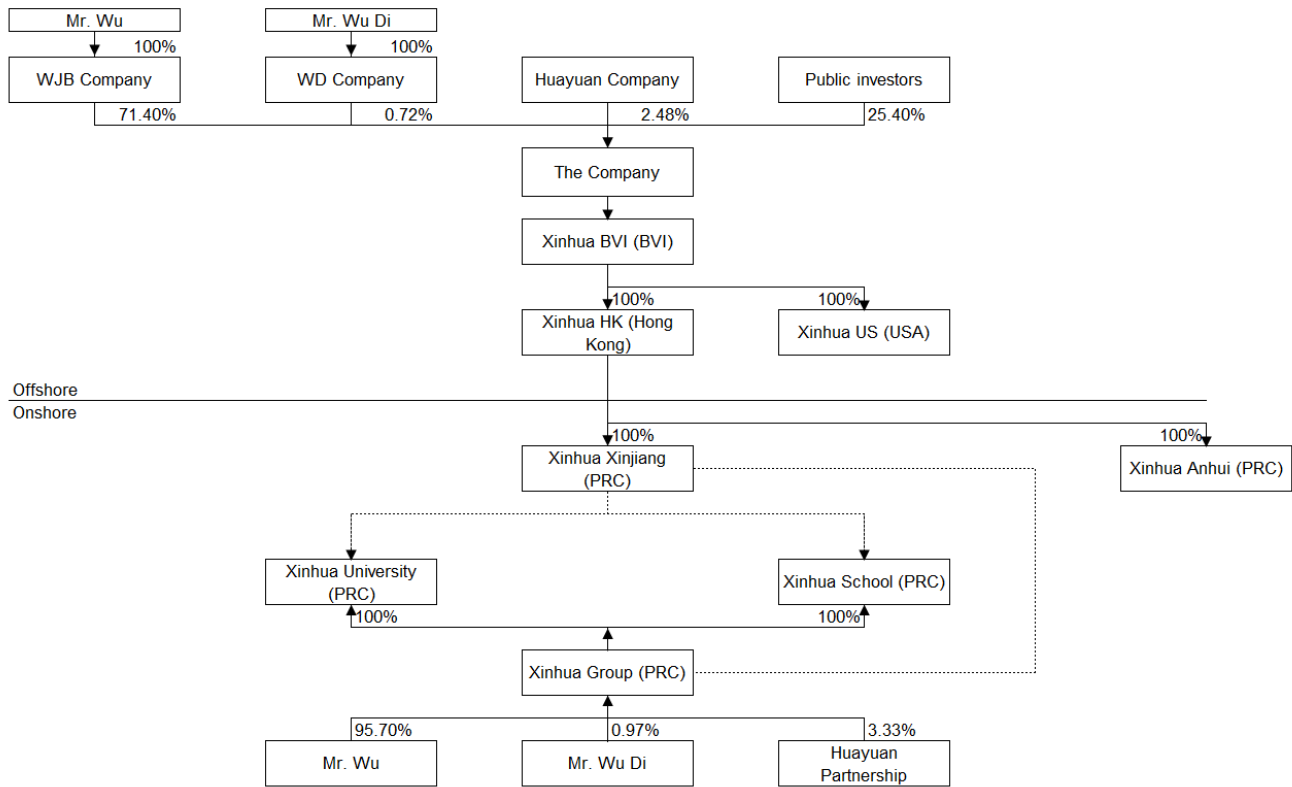 Mr. Wu
Mr. Wu Di
100%
100%
WJB Company
WD Company
Huayuan Company
Public investors
71.40%
0.72%
2.48%
25.40%
The Company
Xinhua BVI (BVI)
100%
100%
Xinhua HK (Hong
Kong)
Xinhua US (USA)
Offshore
Onshore
100%
100%
Xinhua Xinjiang
(PRC)
Xinhua Anhui (PRC)
Xinhua University
(PRC)
Xinhua School (PRC)
100%
100%
Xinhua Group (PRC)
95.70%
0.97%
3.33%
Mr. Wu
Mr. Wu Di
Huayuan
Partnership